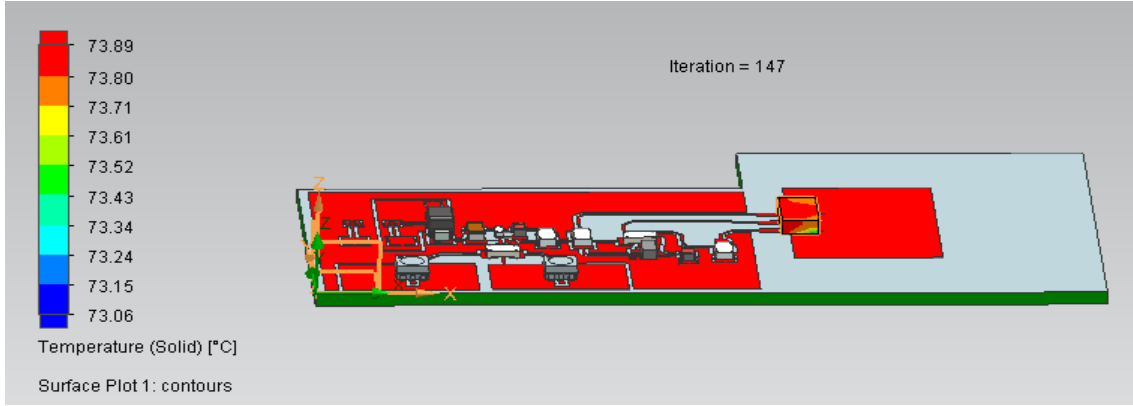 73.89
73.80
73.71
73.61
73.52
73.43
73.34
73.24
73.15
73.06
Temperature (Solid) [°C]
Surface Plot 1: contours
Iteration = 147
Z
Z
X